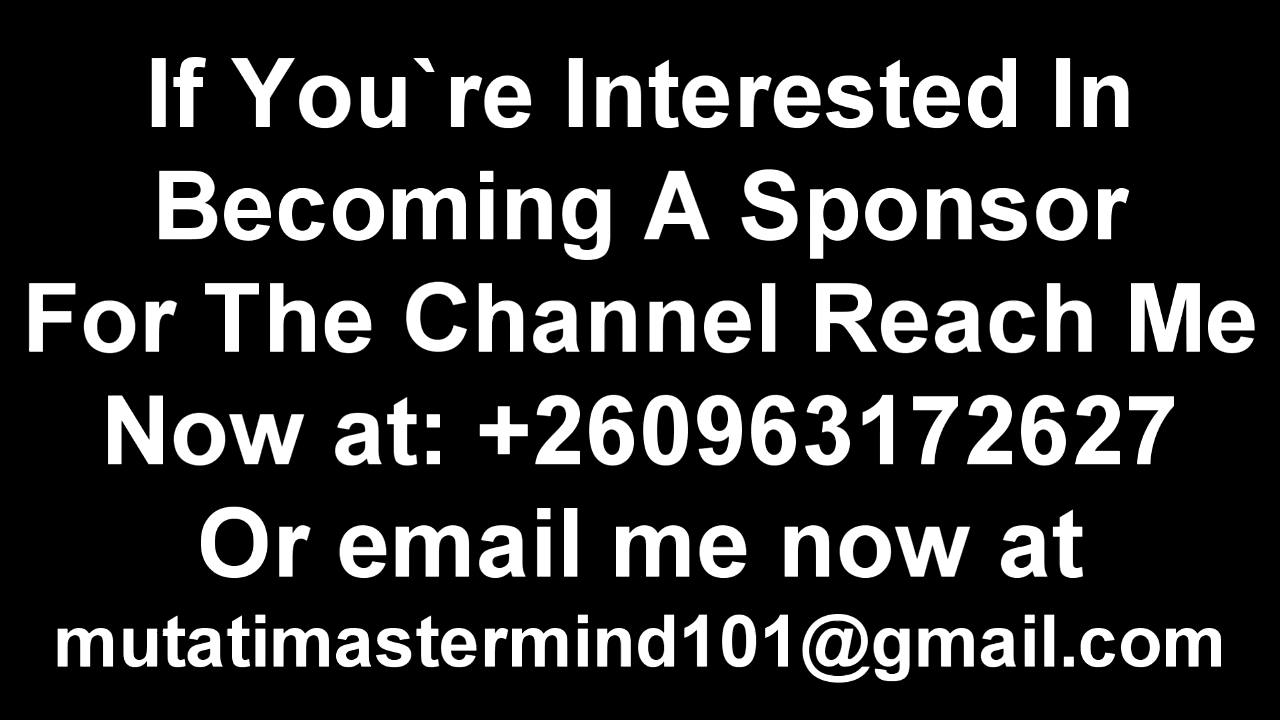 If You`re Interested In
Becoming A Sponsor
For The Channel Reach Me
Now at: +260963172627
Or email me now at
mutatimastermind101@gmail.com